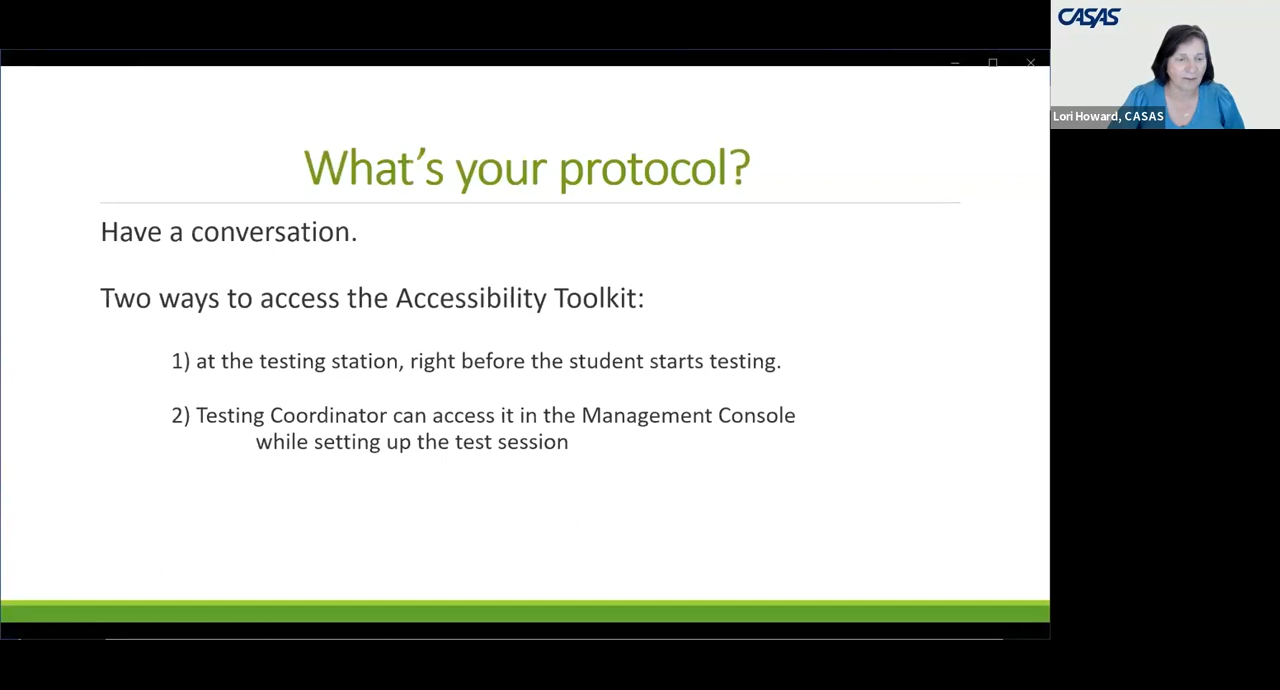 CASAS
Lori Howard, CASAS
What's your protocol?
Have a conversation.
Two ways to access the Accessibility Toolkit:
1) at the testing station, right before the student starts testing.
2) Testing Coordinator can access it in the Management Console
while setting up the test session